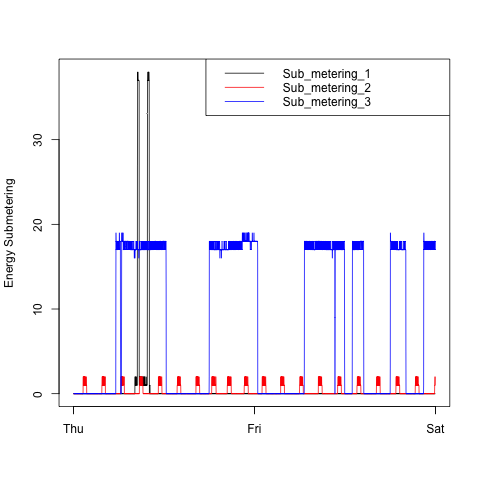 Sub_metering_1
Sub_metering_2
Sub_metering_3
Energy Submetering
30
20
10
0
Thu
Fri
Sat